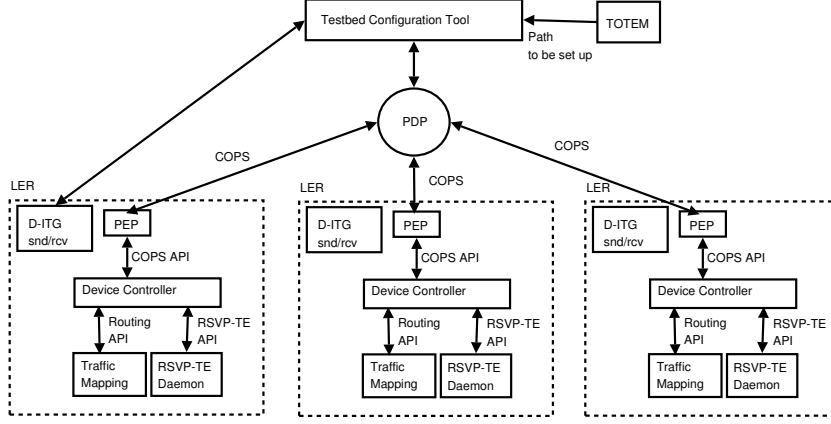 Testbed Configuration Tool
TOTEM
Path
to be set up
PDP
COPS
COPS
COPS
LER
D-ITG
snd/rcv
PEP
COPS API
Device Controller
Routing
API
RSVP-TE
API
Traffic
Mapping
RSVP-TE
Daemon
LER
D-ITG
snd/rcv
PEP
COPS API
Device Controller
Routing
API
RSVP-TE
API
Traffic
Mapping
RSVP-TE
Daemon
LER
D-ITG
snd/rcv
PEP
COPS API
Device Controller
Routing
API
RSVP-TE
API
Traffic
Mapping
RSVP-TE
Daemon